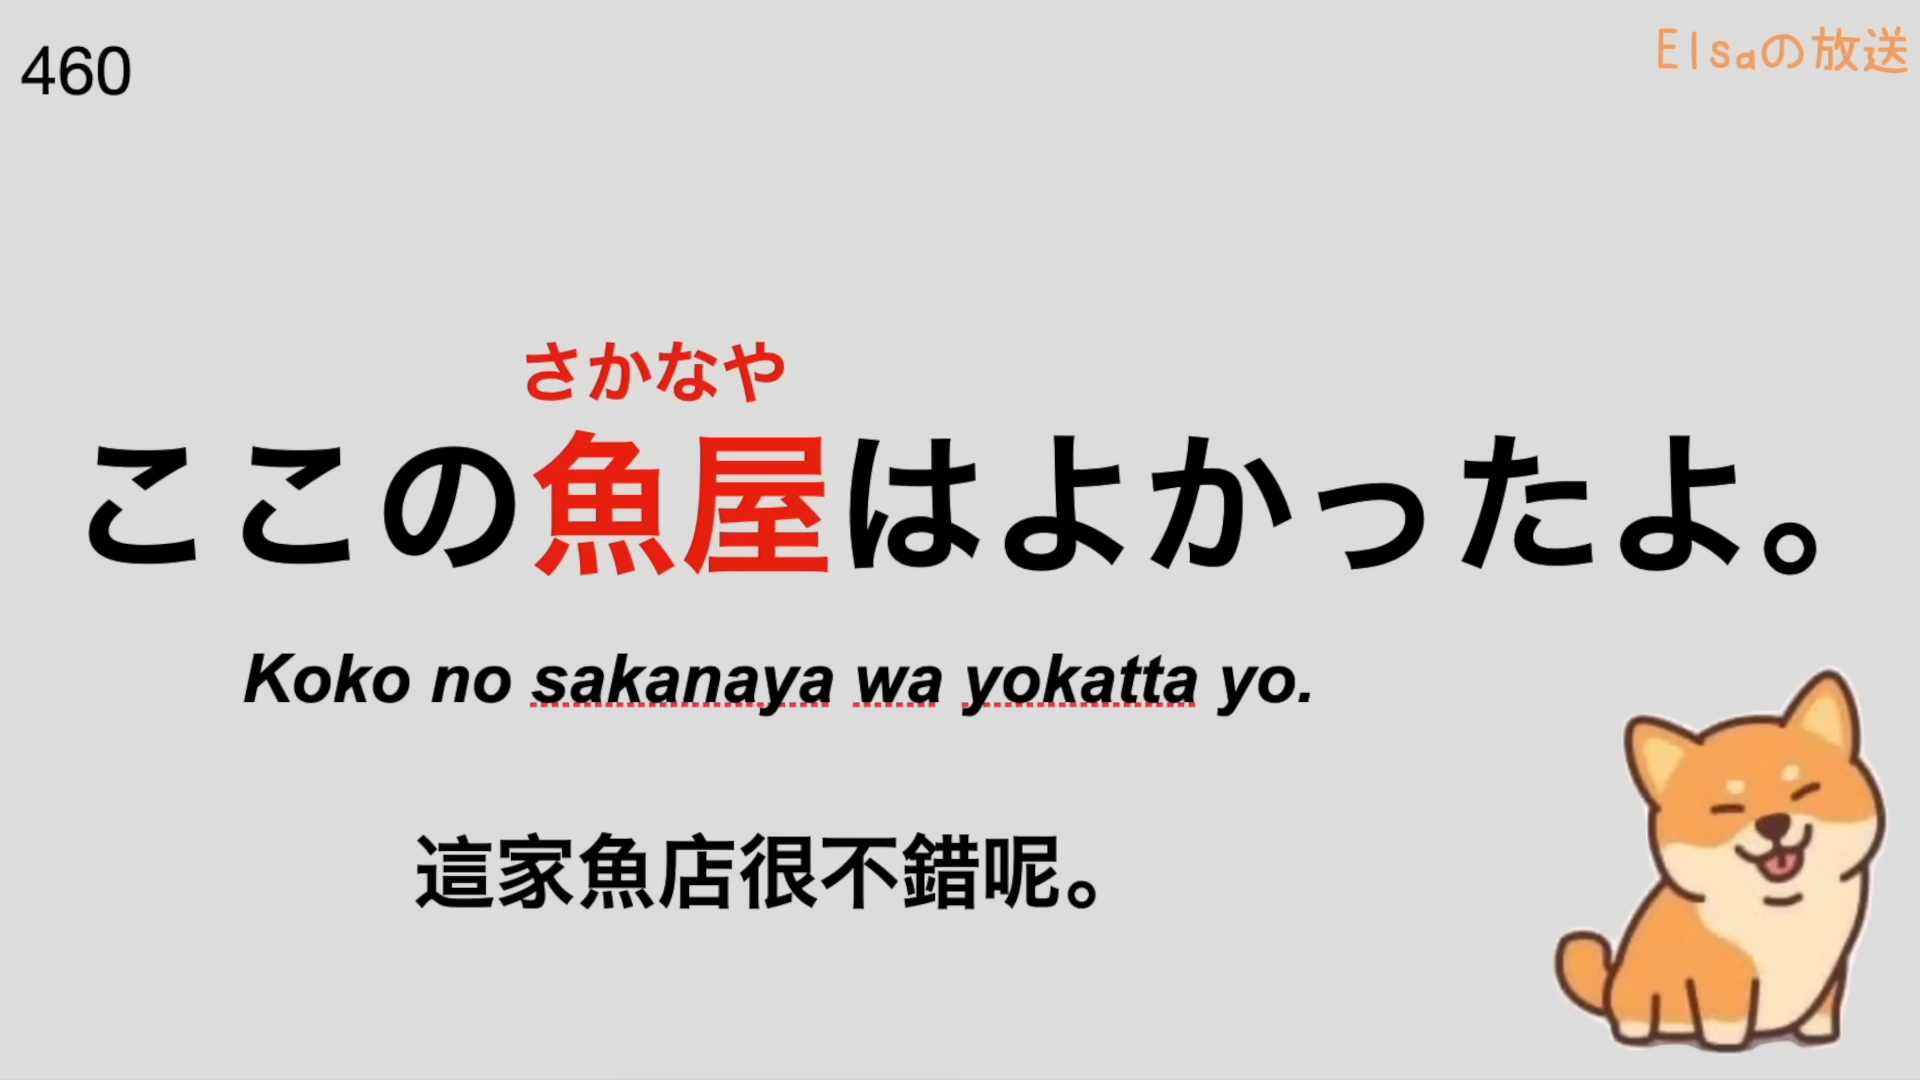 460
Elsaの放送
さかなや
ここの魚屋はよかったよ。
Koko no sakanaya wa yokatta yo.
這家魚店很不錯呢。